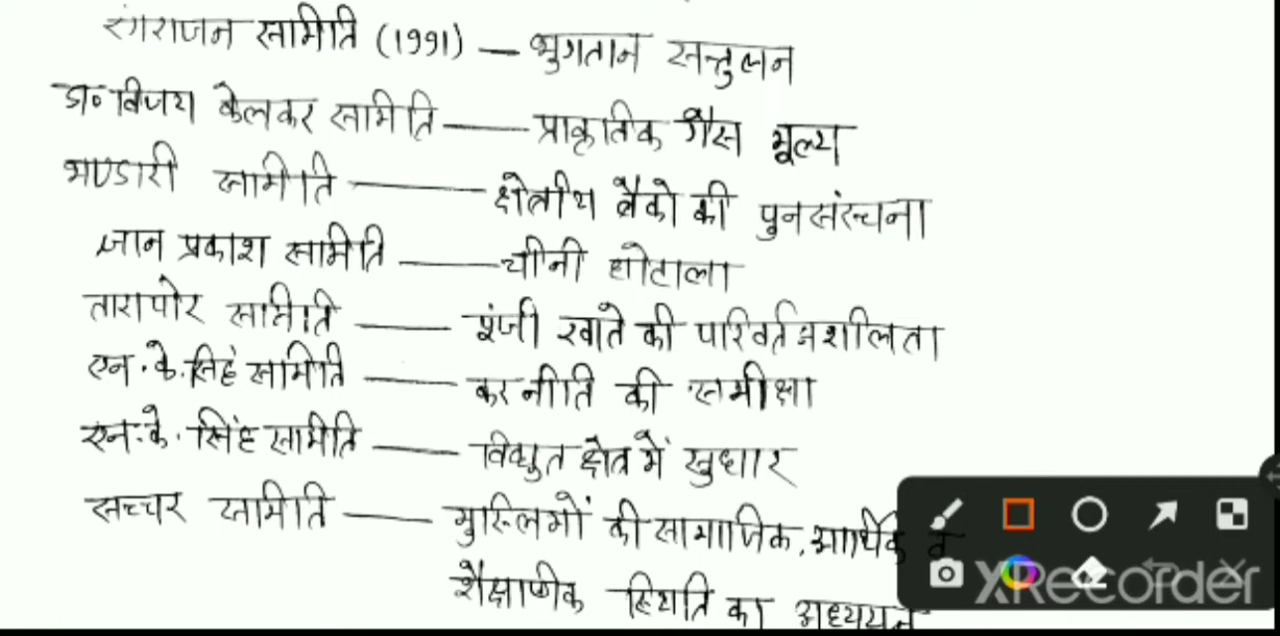 रंगराजन समिति (1991) — भुगतान सन्तुलन
डा० विजय केलकर समिति — प्राकृतिक गैस मूल्य
भण्डारी समिति — क्षेत्रीय बैंको की पुनसंरचना
ज्ञान प्रकाश समिति — चीनी घोटाला
तारापोर समिति — पूंजी खाते की परिवर्तनशीलता
एन. के. सिंह समिति — कर नीति की समीक्षा
एन. के. सिंह समिति — विद्युत क्षेत्र में सुधार
सच्चर समिति — मुस्लिमों की सामाजिक, आर्थिक व
शैक्षाणिक स्थिति का अध्ययन
XRecorder